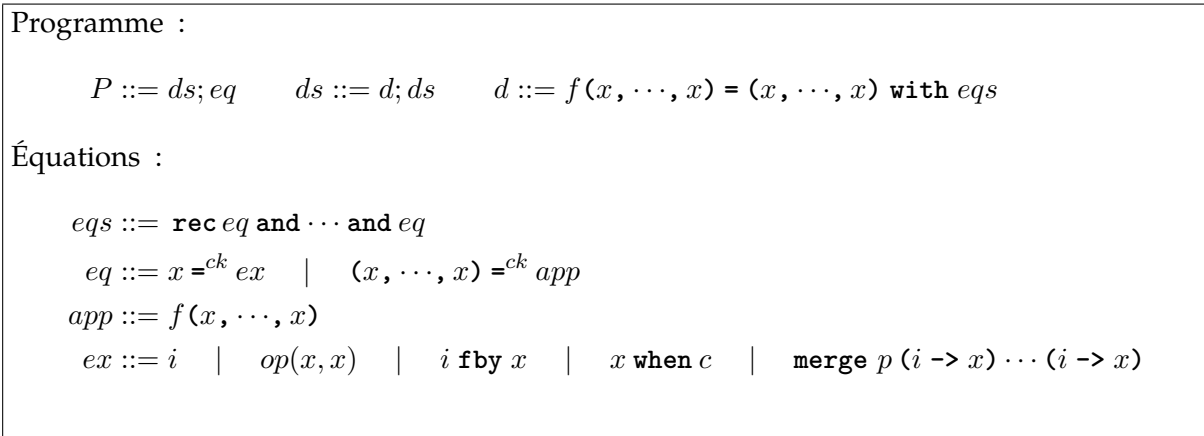 Programme :
P ::= ds; eq ds ::= d; ds d ::= f(x, ⋯, x) = (x, ⋯, x) with eqs
Équations :
eqs ::= rec eq and ⋯ and eq
eq ::= x =^{ck} ex | (x, ⋯, x) =^{ck} app
app ::= f(x, ⋯, x)
ex ::= i | op(x, x) | i fby x | x when c | merge p (i -> x) ⋯ (i -> x)